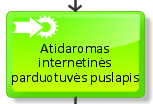 Atidaromas
internetinės
parduotuvės puslapis